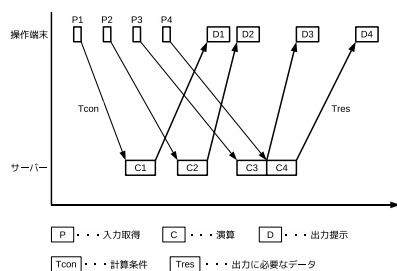 P1 P2 P3 P4
操作端末 D1 D2 D3 D4
Tcon Tres
サーバー C1 C2 C3 C4
P ・・・入力取得 C ・・・演算 D ・・・出力提示
Tcon ・・・計算条件 Tres ・・・出力に必要なデータ